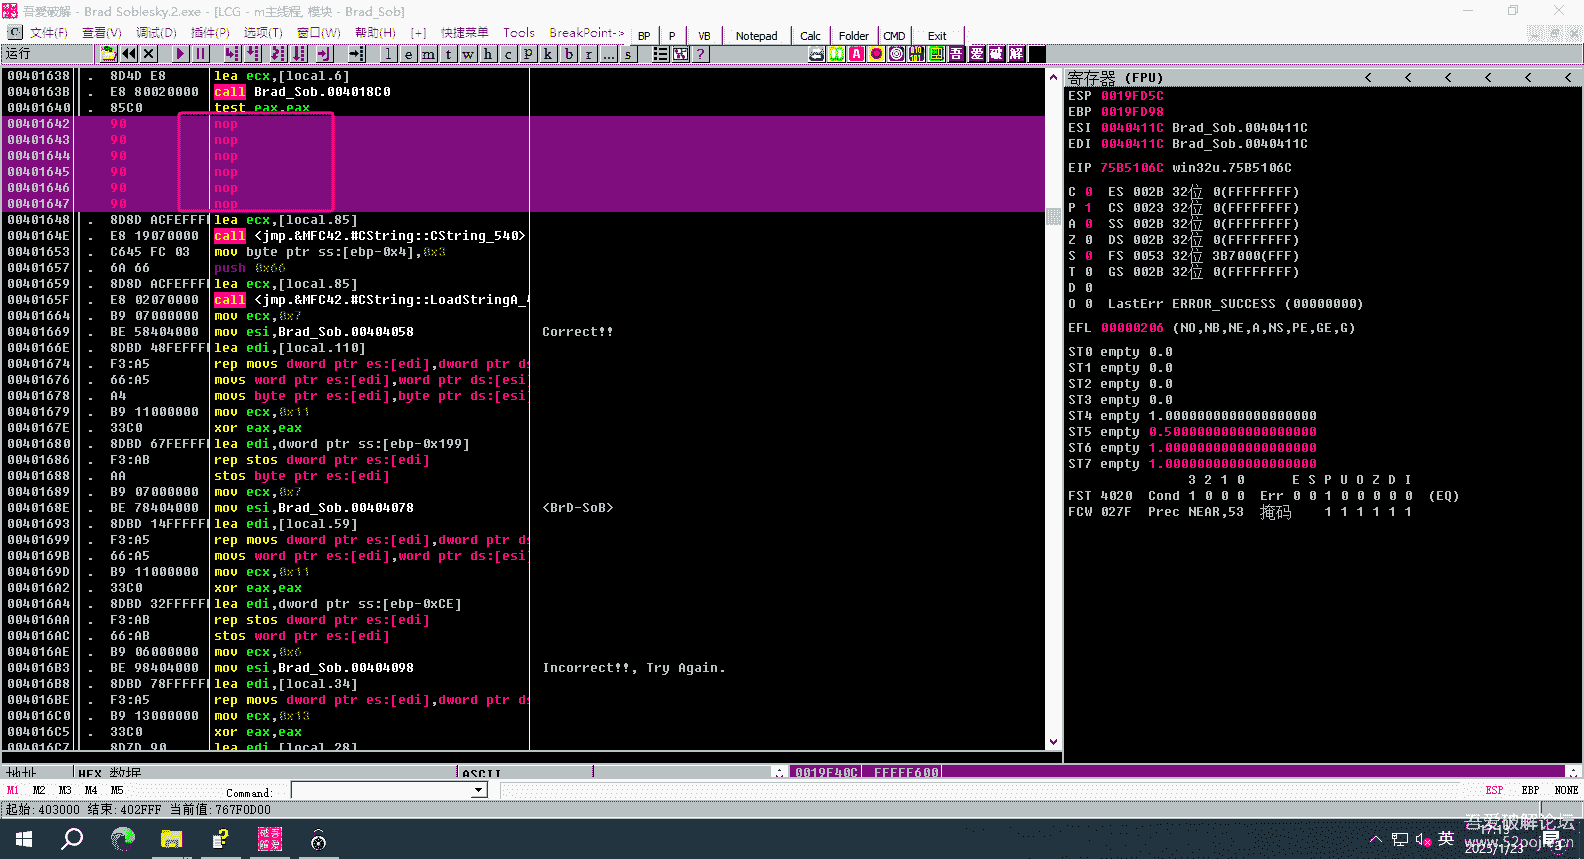 吾爱破解 - Brad Soblesky.2.exe - [LCG - m主线程, 模块 - Brad_Sob]
文件(F) 查看(V) 调试(D) 插件(P) 选项(T) 窗口(W) 帮助(H) [+] 快捷菜单 Tools BreakPoint-> BP P VB Notepad Calc Folder CMD Exit
运行 l e m t w h c P k b r ... s ? A 吾 爱 破 解
00401638 . 8D4D E8 lea ecx,[local.6]
0040163B . E8 80020000 call Brad_Sob.004018C0
00401640 . 85C0 test eax,eax
00401642 90 nop
00401643 90 nop
00401644 90 nop
00401645 90 nop
00401646 90 nop
00401647 90 nop
00401648 . 8D8D ACFEFFFF lea ecx,[local.85]
0040164E . E8 19070000 call <jmp.&MFC42.#CString::CString_540>
00401653 . C645 FC 03 mov byte ptr ss:[ebp-0x4],0x3
00401657 . 6A 66 push 0x66
00401659 . 8D8D ACFEFFFF lea ecx,[local.85]
0040165F . E8 02070000 call <jmp.&MFC42.#CString::LoadStringA_4
00401664 . B9 07000000 mov ecx,0x7
00401669 . BE 58404000 mov esi,Brad_Sob.00404058 Correct!!
0040166E . 8DBD 48FEFFFF lea edi,[local.110]
00401674 . F3:A5 rep movs dword ptr es:[edi],dword ptr ds
00401676 . 66:A5 movs word ptr es:[edi],word ptr ds:[esi]
00401678 . A4 movs byte ptr es:[edi],byte ptr ds:[esi]
00401679 . B9 11000000 mov ecx,0x11
0040167E . 33C0 xor eax,eax
00401680 . 8DBD 67FEFFFF lea edi,dword ptr ss:[ebp-0x199]
00401686 . F3:AB rep stos dword ptr es:[edi]
00401688 . AA stos byte ptr es:[edi]
00401689 . B9 07000000 mov ecx,0x7
0040168E . BE 78404000 mov esi,Brad_Sob.00404078 <BrD-SoB>
00401693 . 8DBD 14FFFFFF lea edi,[local.59]
00401699 . F3:A5 rep movs dword ptr es:[edi],dword ptr ds
0040169B . 66:A5 movs word ptr es:[edi],word ptr ds:[esi]
0040169D . B9 11000000 mov ecx,0x11
004016A2 . 33C0 xor eax,eax
004016A4 . 8DBD 32FFFFFF lea edi,dword ptr ss:[ebp-0xCE]
004016AA . F3:AB rep stos dword ptr es:[edi]
004016AC . 66:AB stos word ptr es:[edi]
004016AE . B9 06000000 mov ecx,0x6
004016B3 . BE 98404000 mov esi,Brad_Sob.00404098 Incorrect!!, Try Again.
004016B8 . 8DBD 78FFFFFF lea edi,[local.34]
004016BE . F3:A5 rep movs dword ptr es:[edi],dword ptr ds
004016C0 . B9 13000000 mov ecx,0x13
004016C5 . 33C0 xor eax,eax
004016C7 . 8D7D 90 lea edi,[local.28]
寄存器 (FPU) < < < < < <
ESP 0019FD5C
EBP 0019FD98
ESI 0040411C Brad_Sob.0040411C
EDI 0040411C Brad_Sob.0040411C
EIP 75B5106C win32u.75B5106C
C 0 ES 002B 32位 0(FFFFFFFF)
P 1 CS 0023 32位 0(FFFFFFFF)
A 0 SS 002B 32位 0(FFFFFFFF)
Z 0 DS 002B 32位 0(FFFFFFFF)
S 0 FS 0053 32位 3B7000(FFF)
T 0 GS 002B 32位 0(FFFFFFFF)
D 0
O 0 LastErr ERROR_SUCCESS (00000000)
EFL 00000206 (NO,NB,NE,A,NS,PE,GE,G)
ST0 empty 0.0
ST1 empty 0.0
ST2 empty 0.0
ST3 empty 0.0
ST4 empty 1.0000000000000000000
ST5 empty 0.5000000000000000000
ST6 empty 1.0000000000000000000
ST7 empty 1.0000000000000000000
3 2 1 0 E S P U O Z D I
FST 4020 Cond 1 0 0 0 Err 0 0 1 0 0 0 0 0 (EQ)
FCW 027F Prec NEAR,53 掩码 1 1 1 1 1 1
地址 HEX 数据 ASCII 0019F40C FFFFF600
M1 M2 M3 M4 M5 Command: ESP EBP NONE
起始:403000 结束:402FFF 当前值:767F0D00
英 17:19
2023/1/23
吾爱破解论坛
www.52pojie.cn